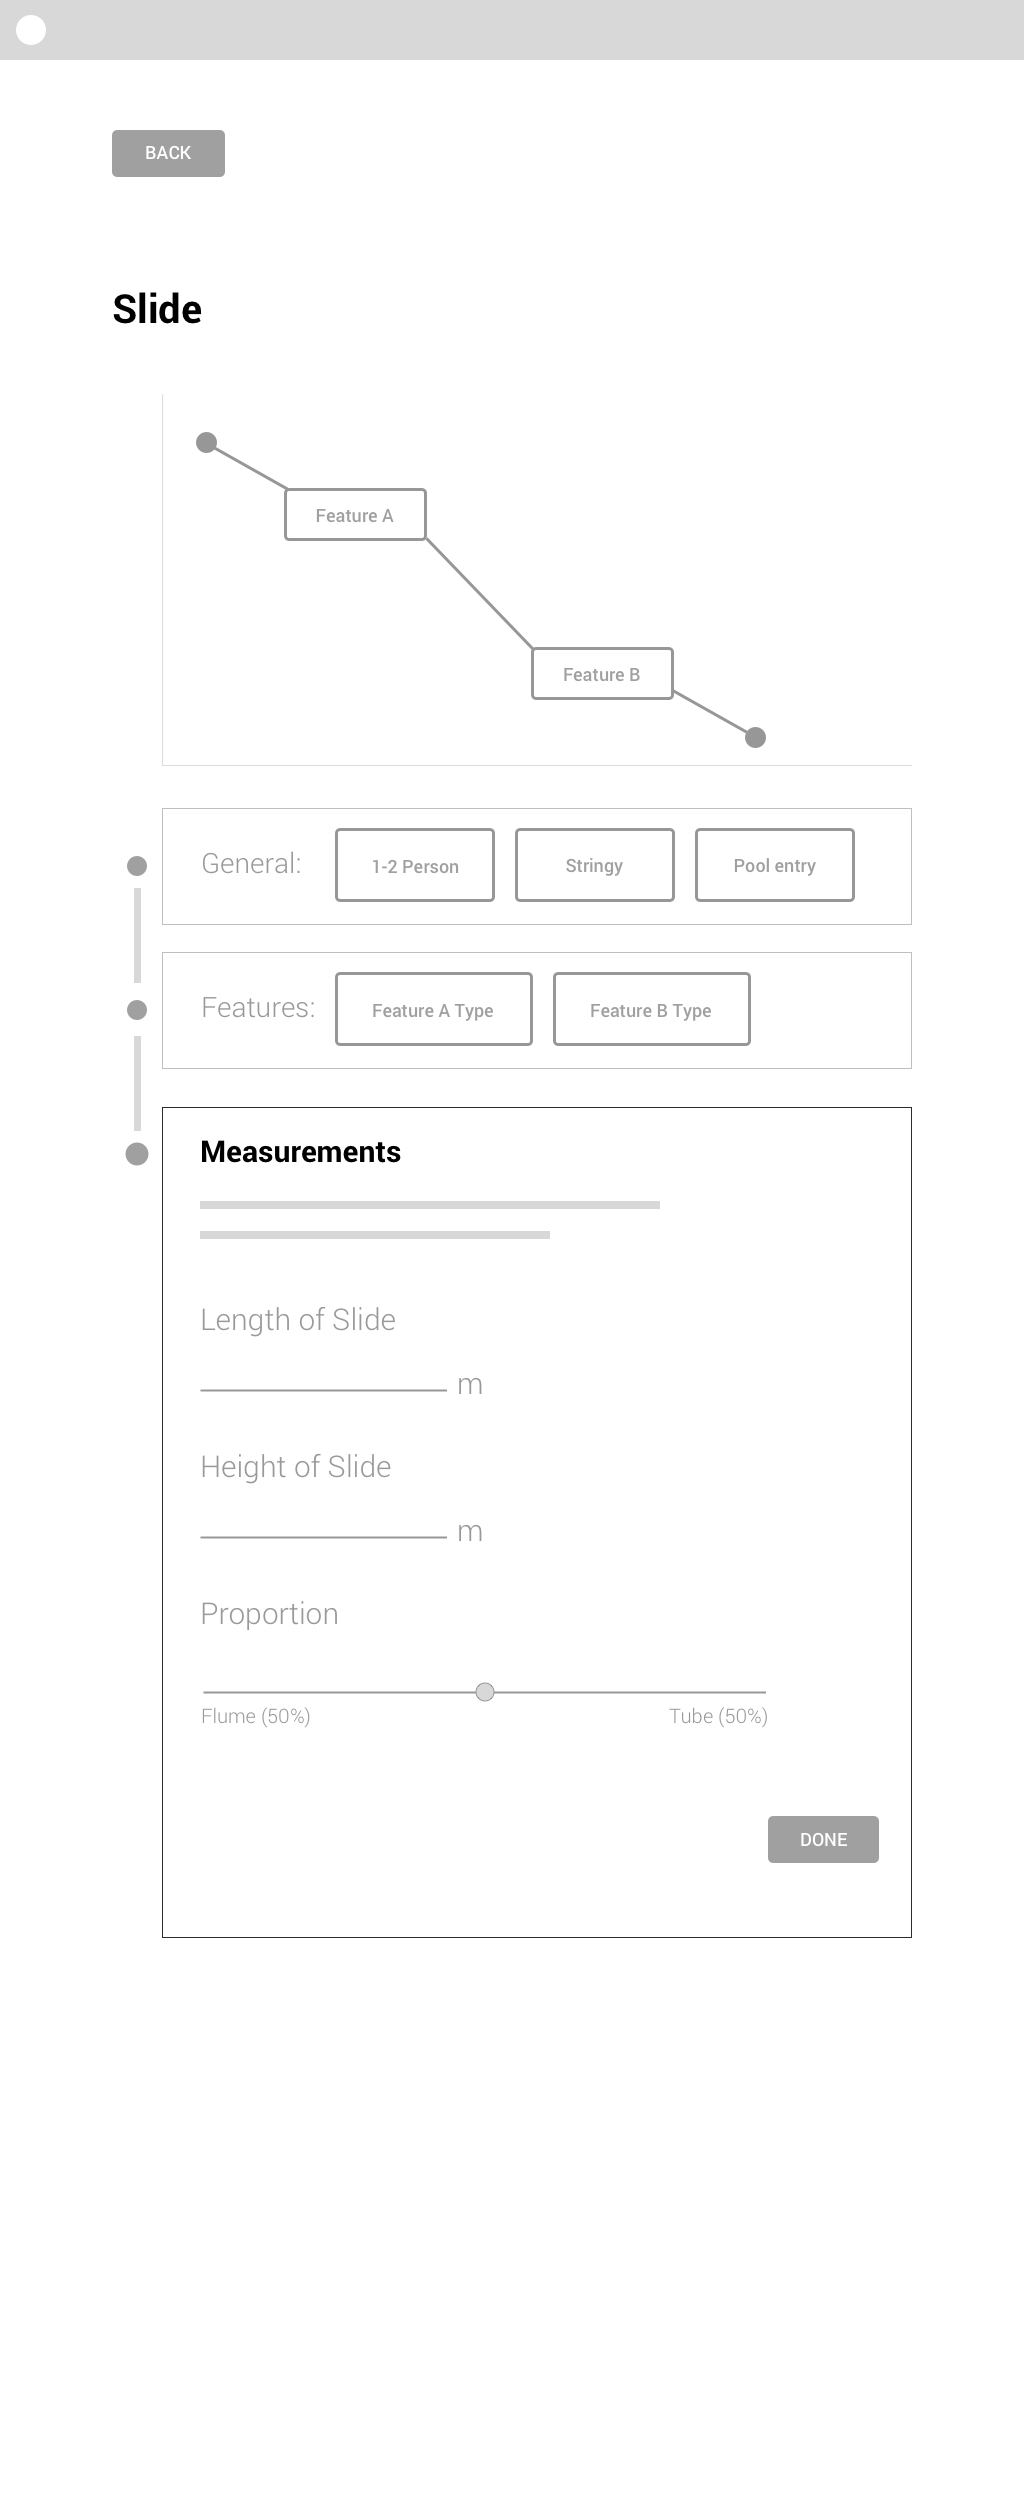 BACK
Slide
Feature A
Feature B
General:
1-2 Person
Stringy
Pool entry
Features:
Feature A Type
Feature B Type
Measurements
Length of Slide
m
Height of Slide
m
Proportion
Flume (50%)
Tube (50%)
DONE